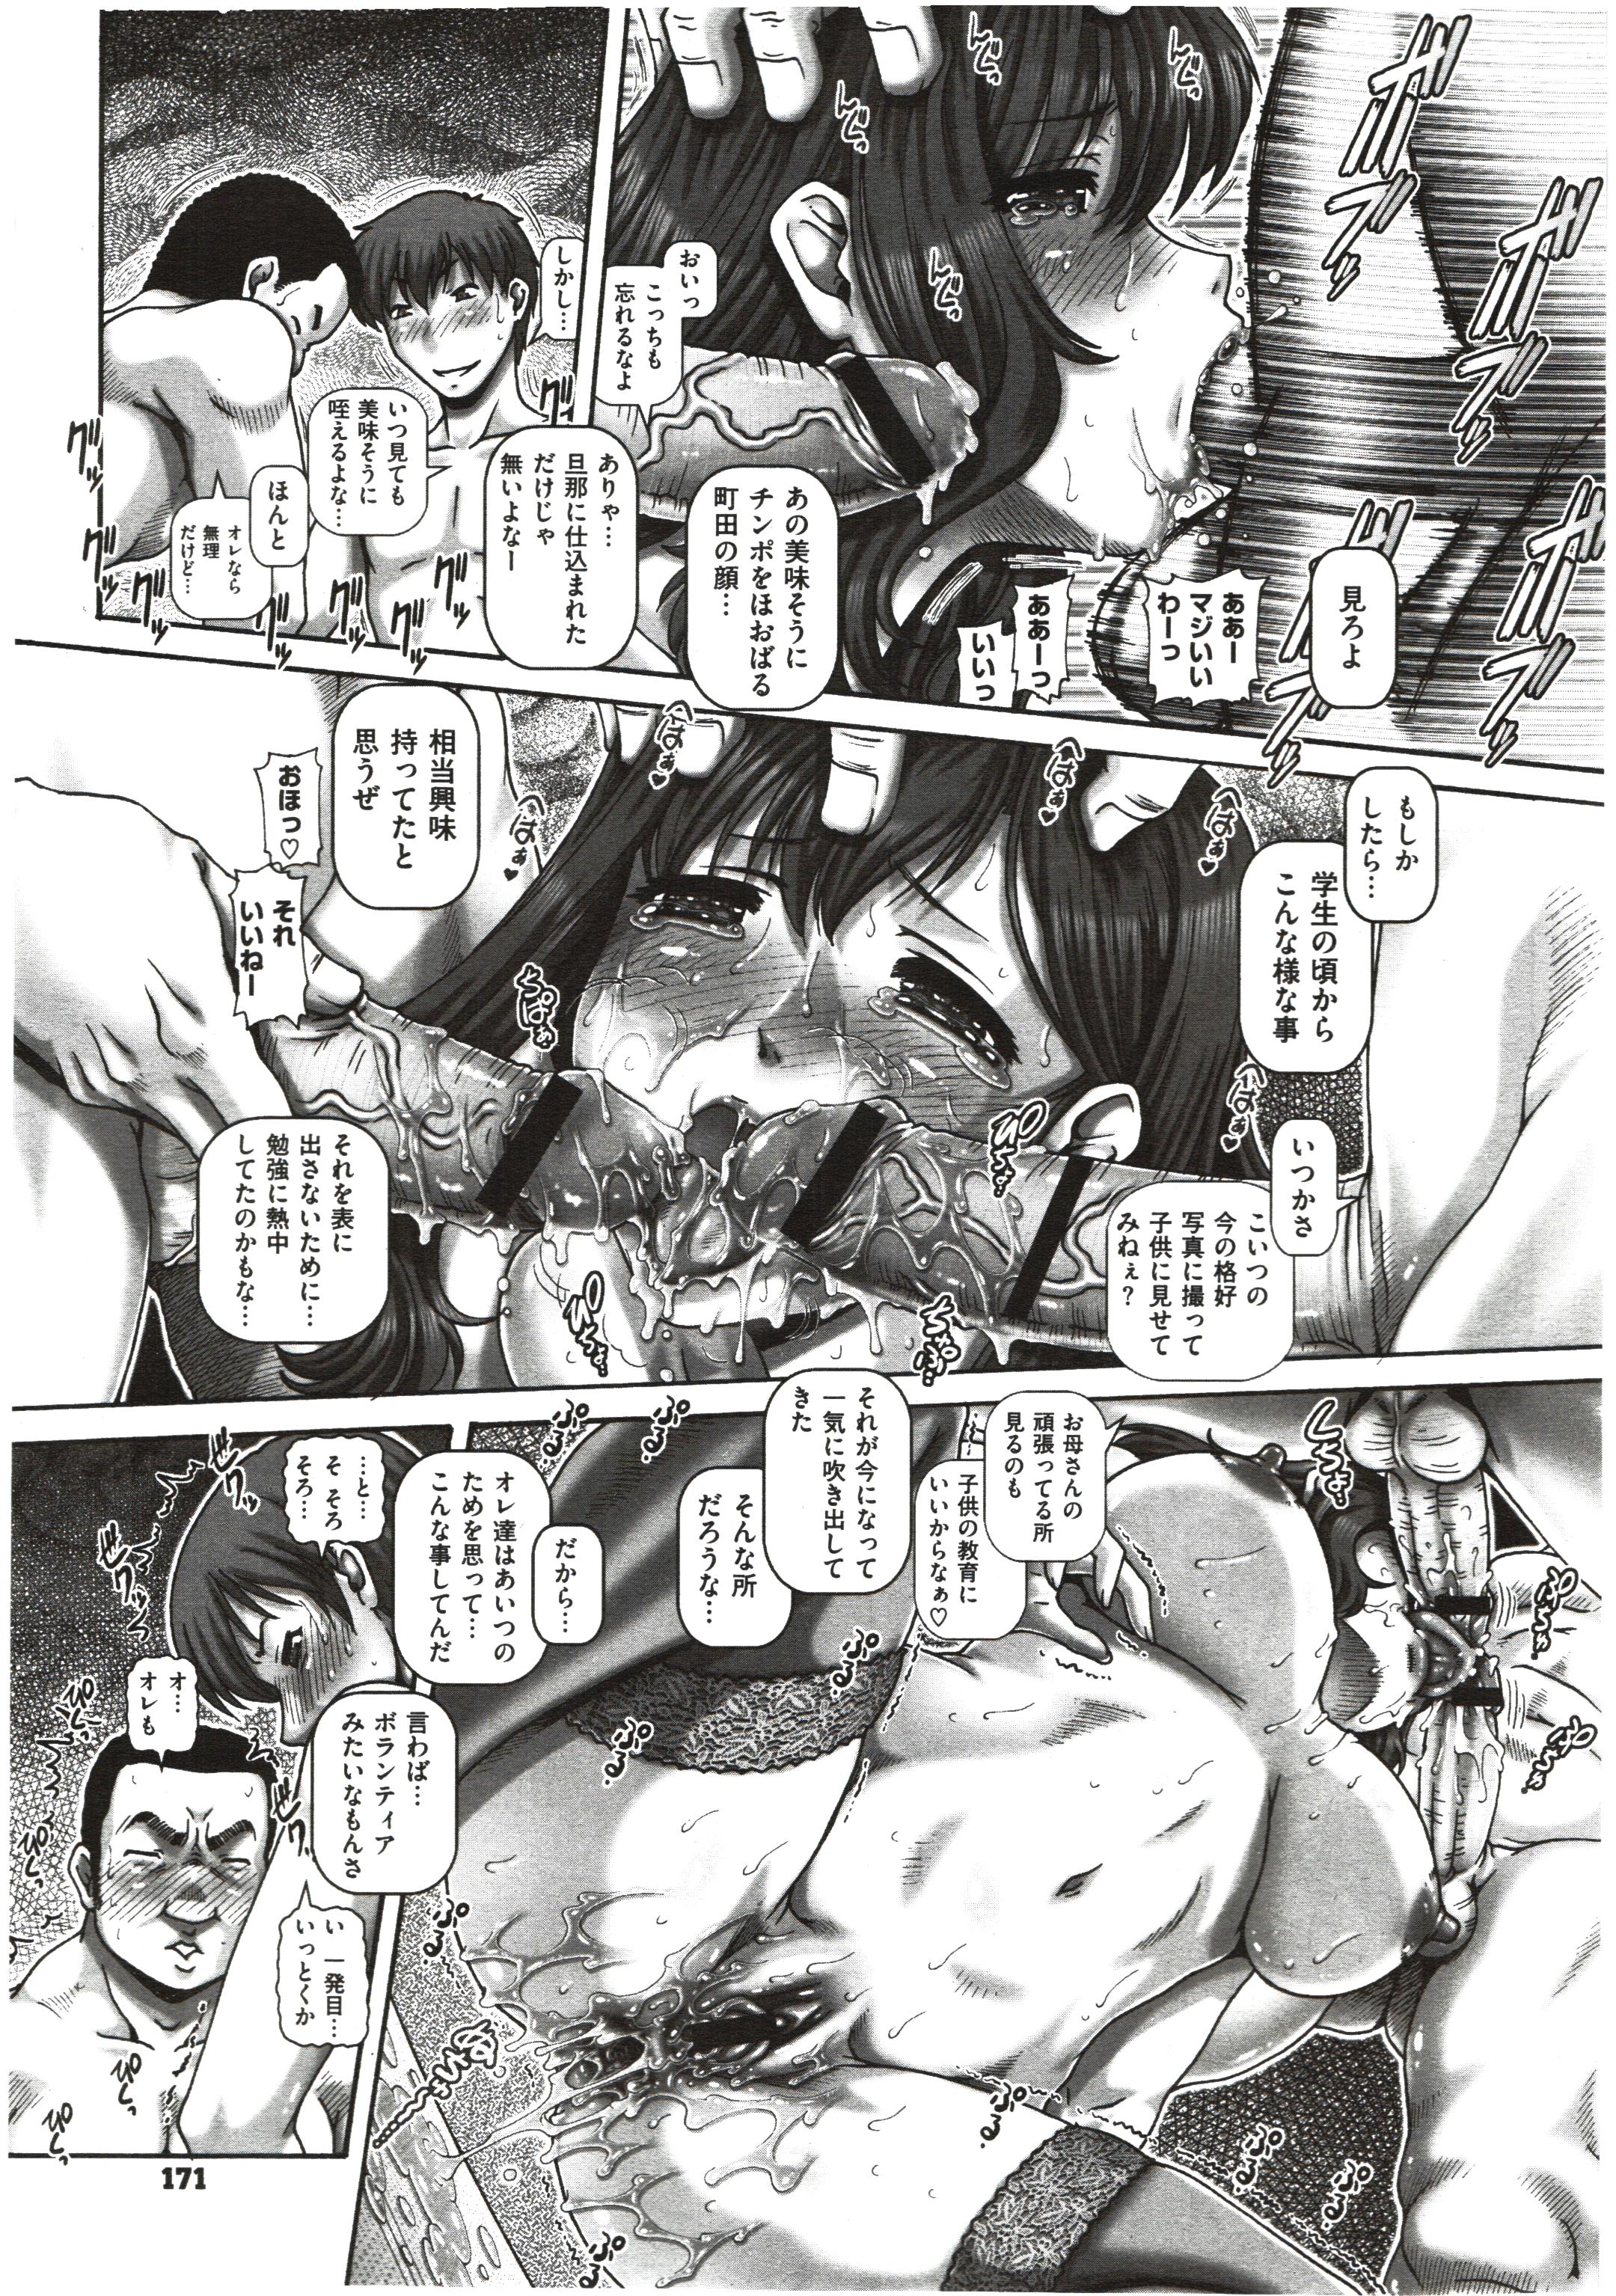 見ろよ
ああー
マジいい
わーっ
ああーっ
いいっ
あの美味そうに
チンポをほおばる
町田の顔…
おいっ
こっちも
忘れるなよ
ありゃ…
旦那に仕込まれた
だけじゃ
無いよなー
しかし…
いつ見ても
美味そうに
咥えるよな…
ほんと
オレなら
無理
だけど…
もしか
したら…
学生の頃から
こんな様な事
相当興味
持ってたと
思うぜ
おほっ♡
それ
いいねー
いつかさ
こいつの
今の格好
写真に撮って
子供に見せて
みねぇ？
それを表に
出さないために…
勉強に熱中
してたのかもな…
お母さんの
頑張ってる所
見るのも
子供の教育に
いいからなぁ♡
それが今になって
一気に吹き出して
きた
そんな所
だろうな…
だから…
オレ達はあいつの
ためを思って…
こんな事してんだ
言わば…
ボランティア
みたいなもんさ
…と…
そ そろ
そろ…
い 一発目…
いっとくか
オ…
オレも
171